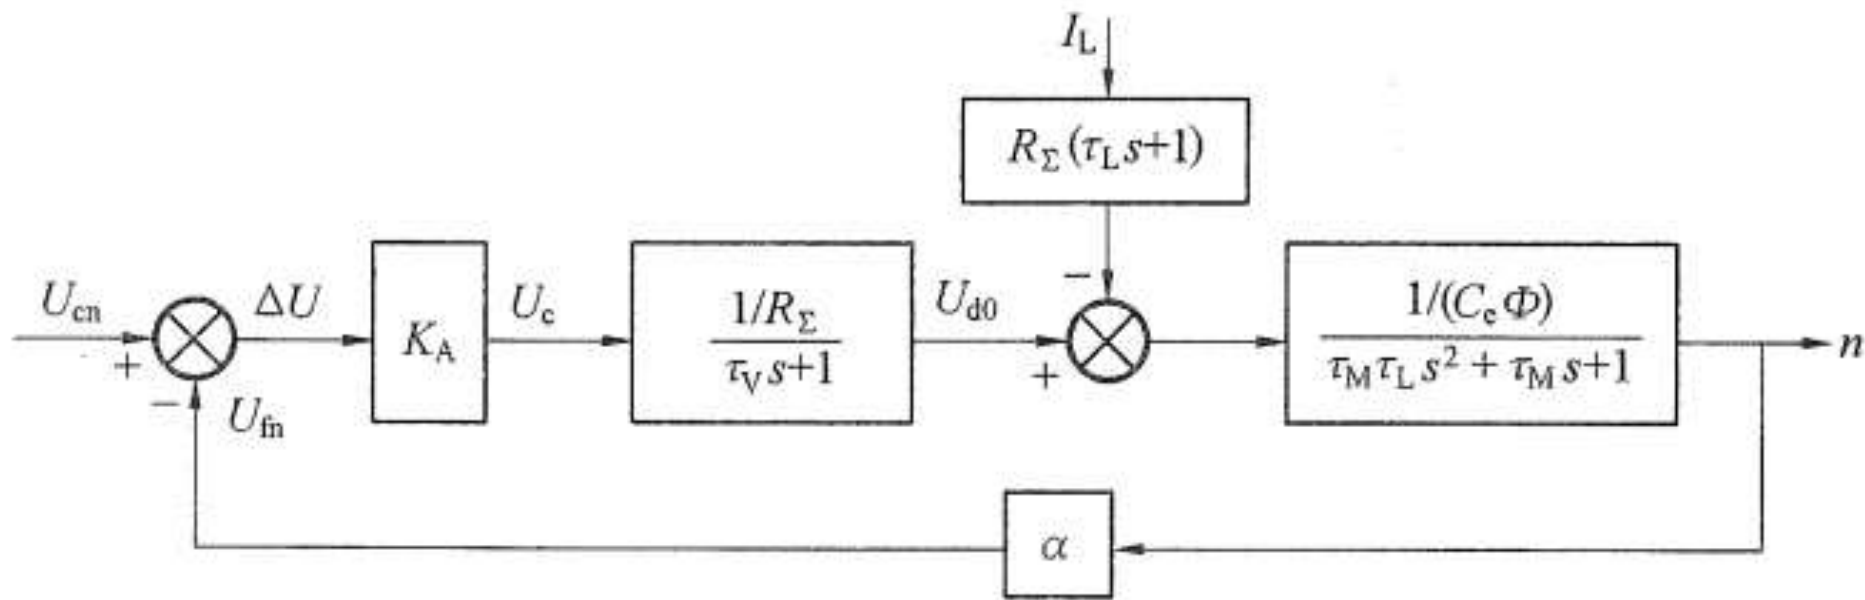 I_L
R_Σ(τ_L s+1)
U_cn
+
−
U_fn
ΔU
K_A
U_c
1/R_Σ
τ_V s+1
U_d0
+
−
1/(C_e Φ)
τ_M τ_L s² + τ_M s+1
n
α